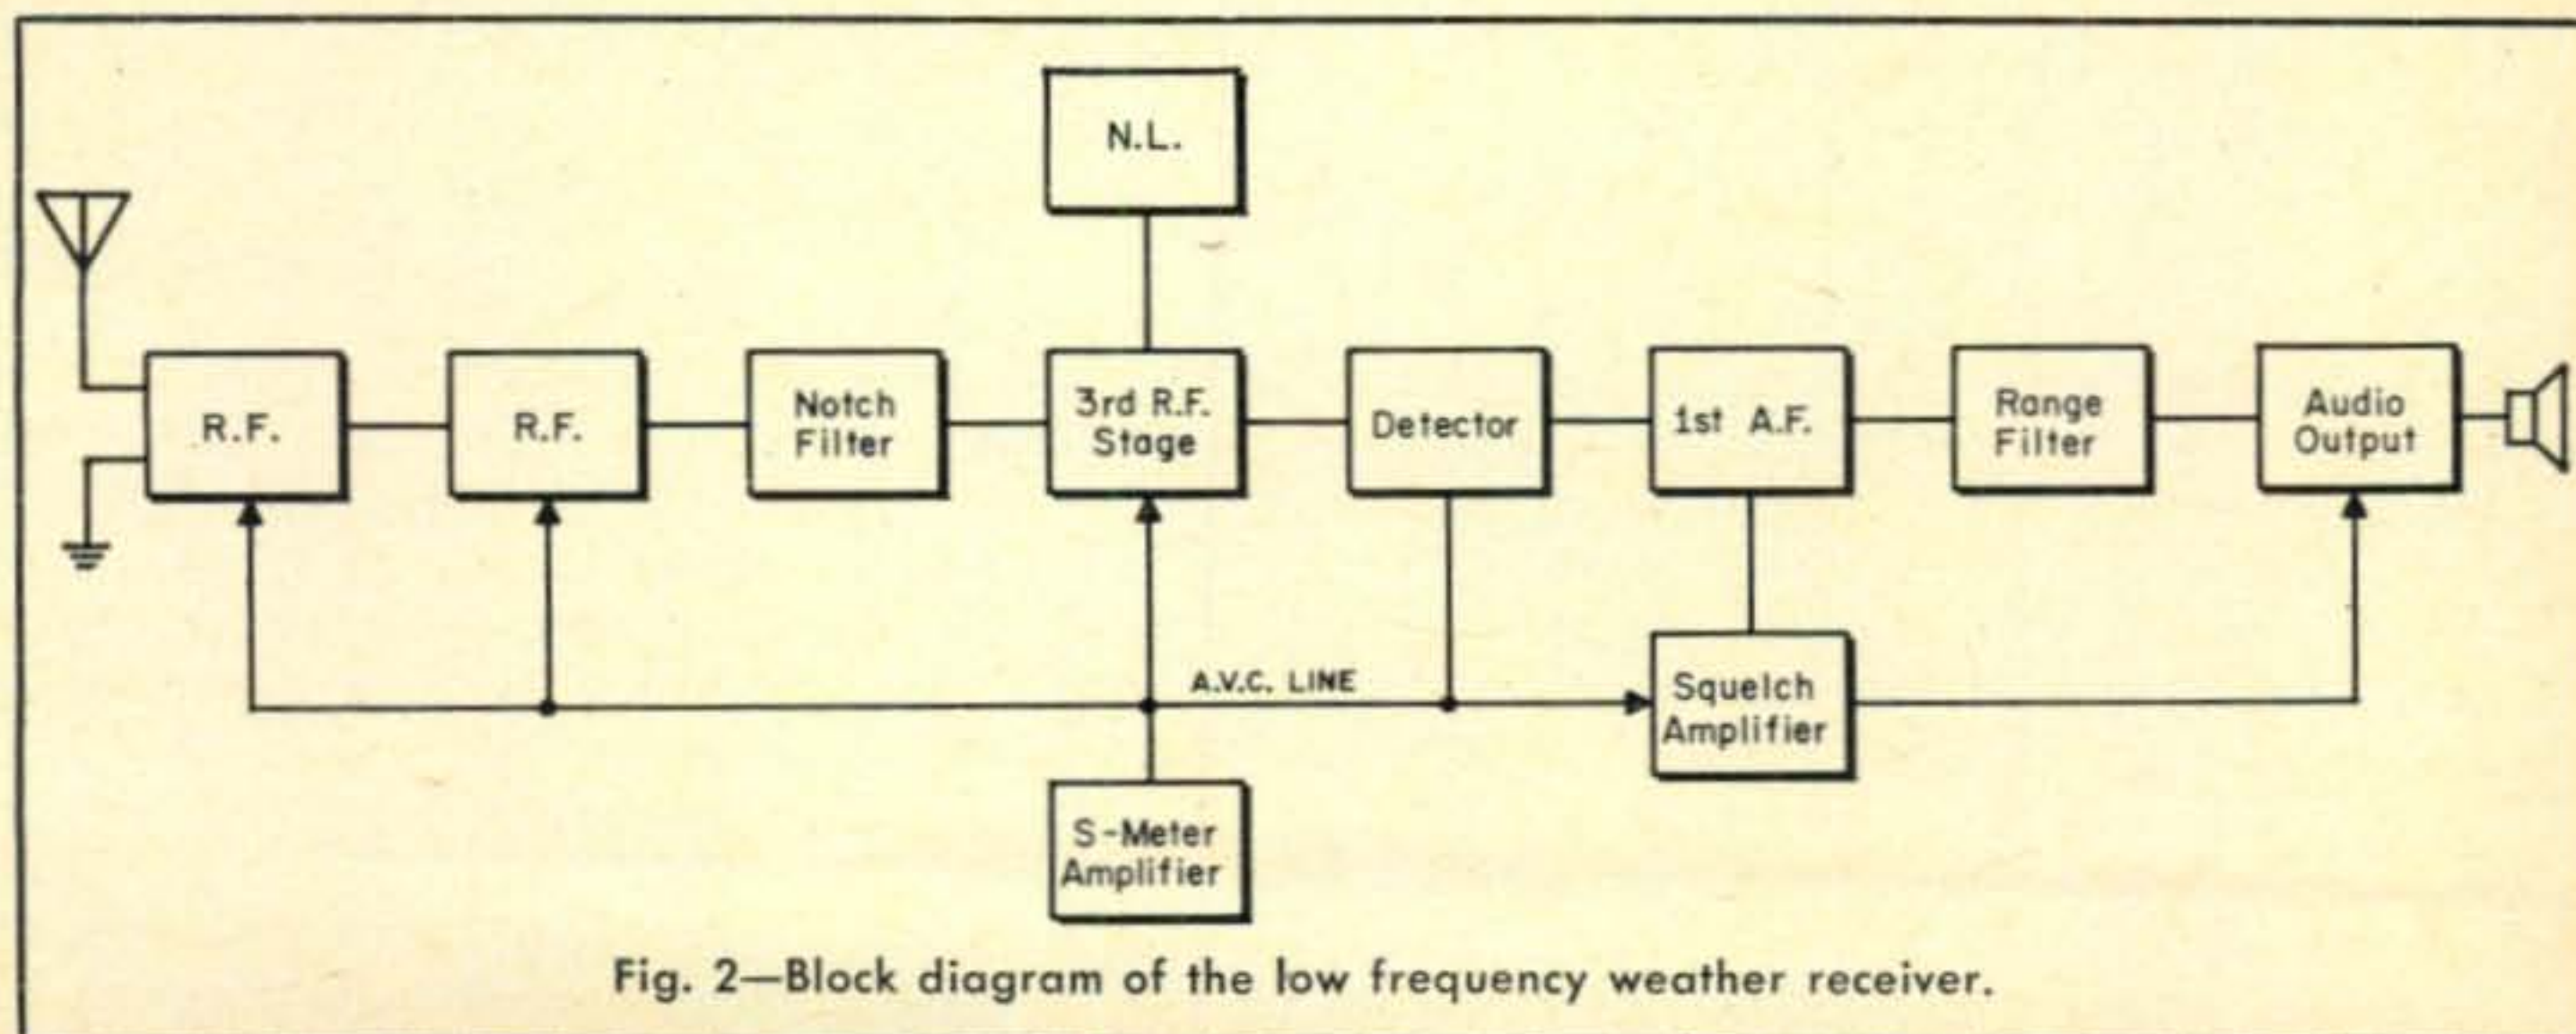 N.L.
R.F.
R.F.
Notch
Filter
3rd R.F.
Stage
Detector
1st A.F.
Range
Filter
Audio
Output
A.V.C. LINE
Squelch
Amplifier
S-Meter
Amplifier
Fig. 2—Block diagram of the low frequency weather receiver.